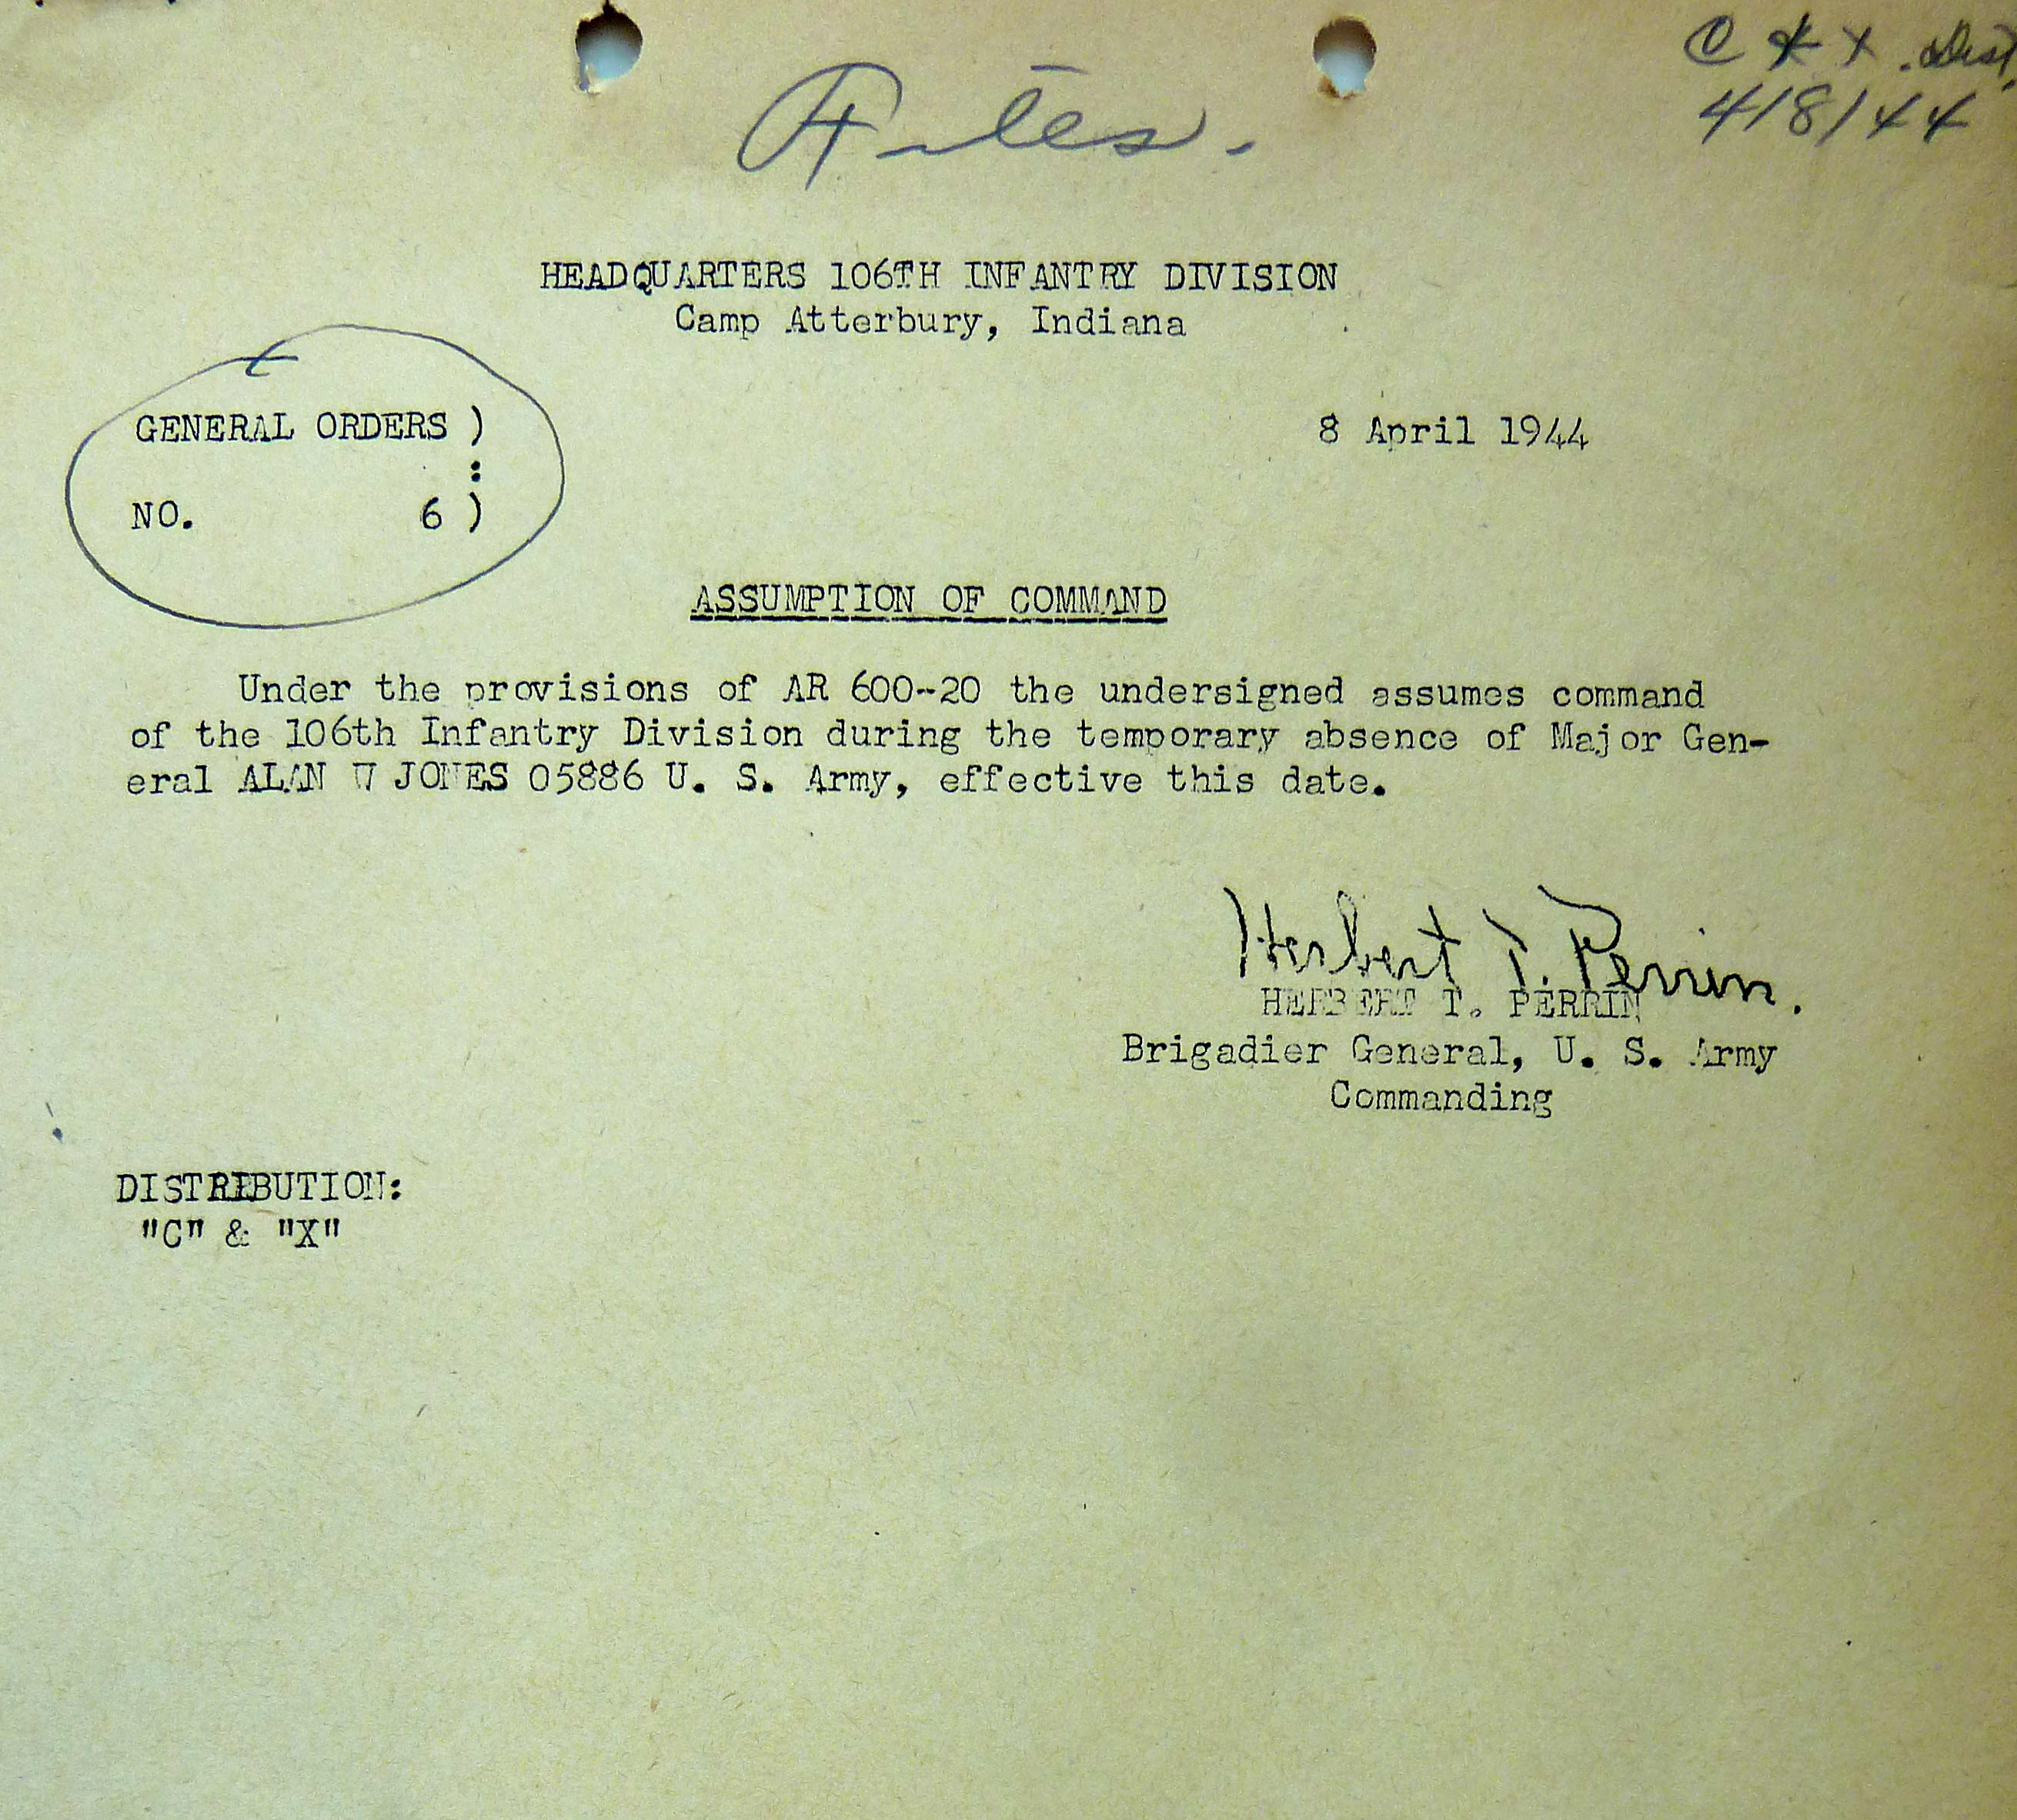 C & X. Dist.
4/8/44
Files.
HEADQUARTERS 106TH INFANTRY DIVISION
Camp Atterbury, Indiana
GENERAL ORDERS )
:
NO. 6 )
8 April 1944
ASSUMPTION OF COMMAND
Under the provisions of AR 600-20 the undersigned assumes command
of the 106th Infantry Division during the temporary absence of Major Gen-
eral ALAN W JONES 05886 U. S. Army, effective this date.
Herbert T. Perrin.
HERBERT T. PERRIN
Brigadier General, U. S. Army
Commanding
DISTRIBUTION:
"C" & "X"